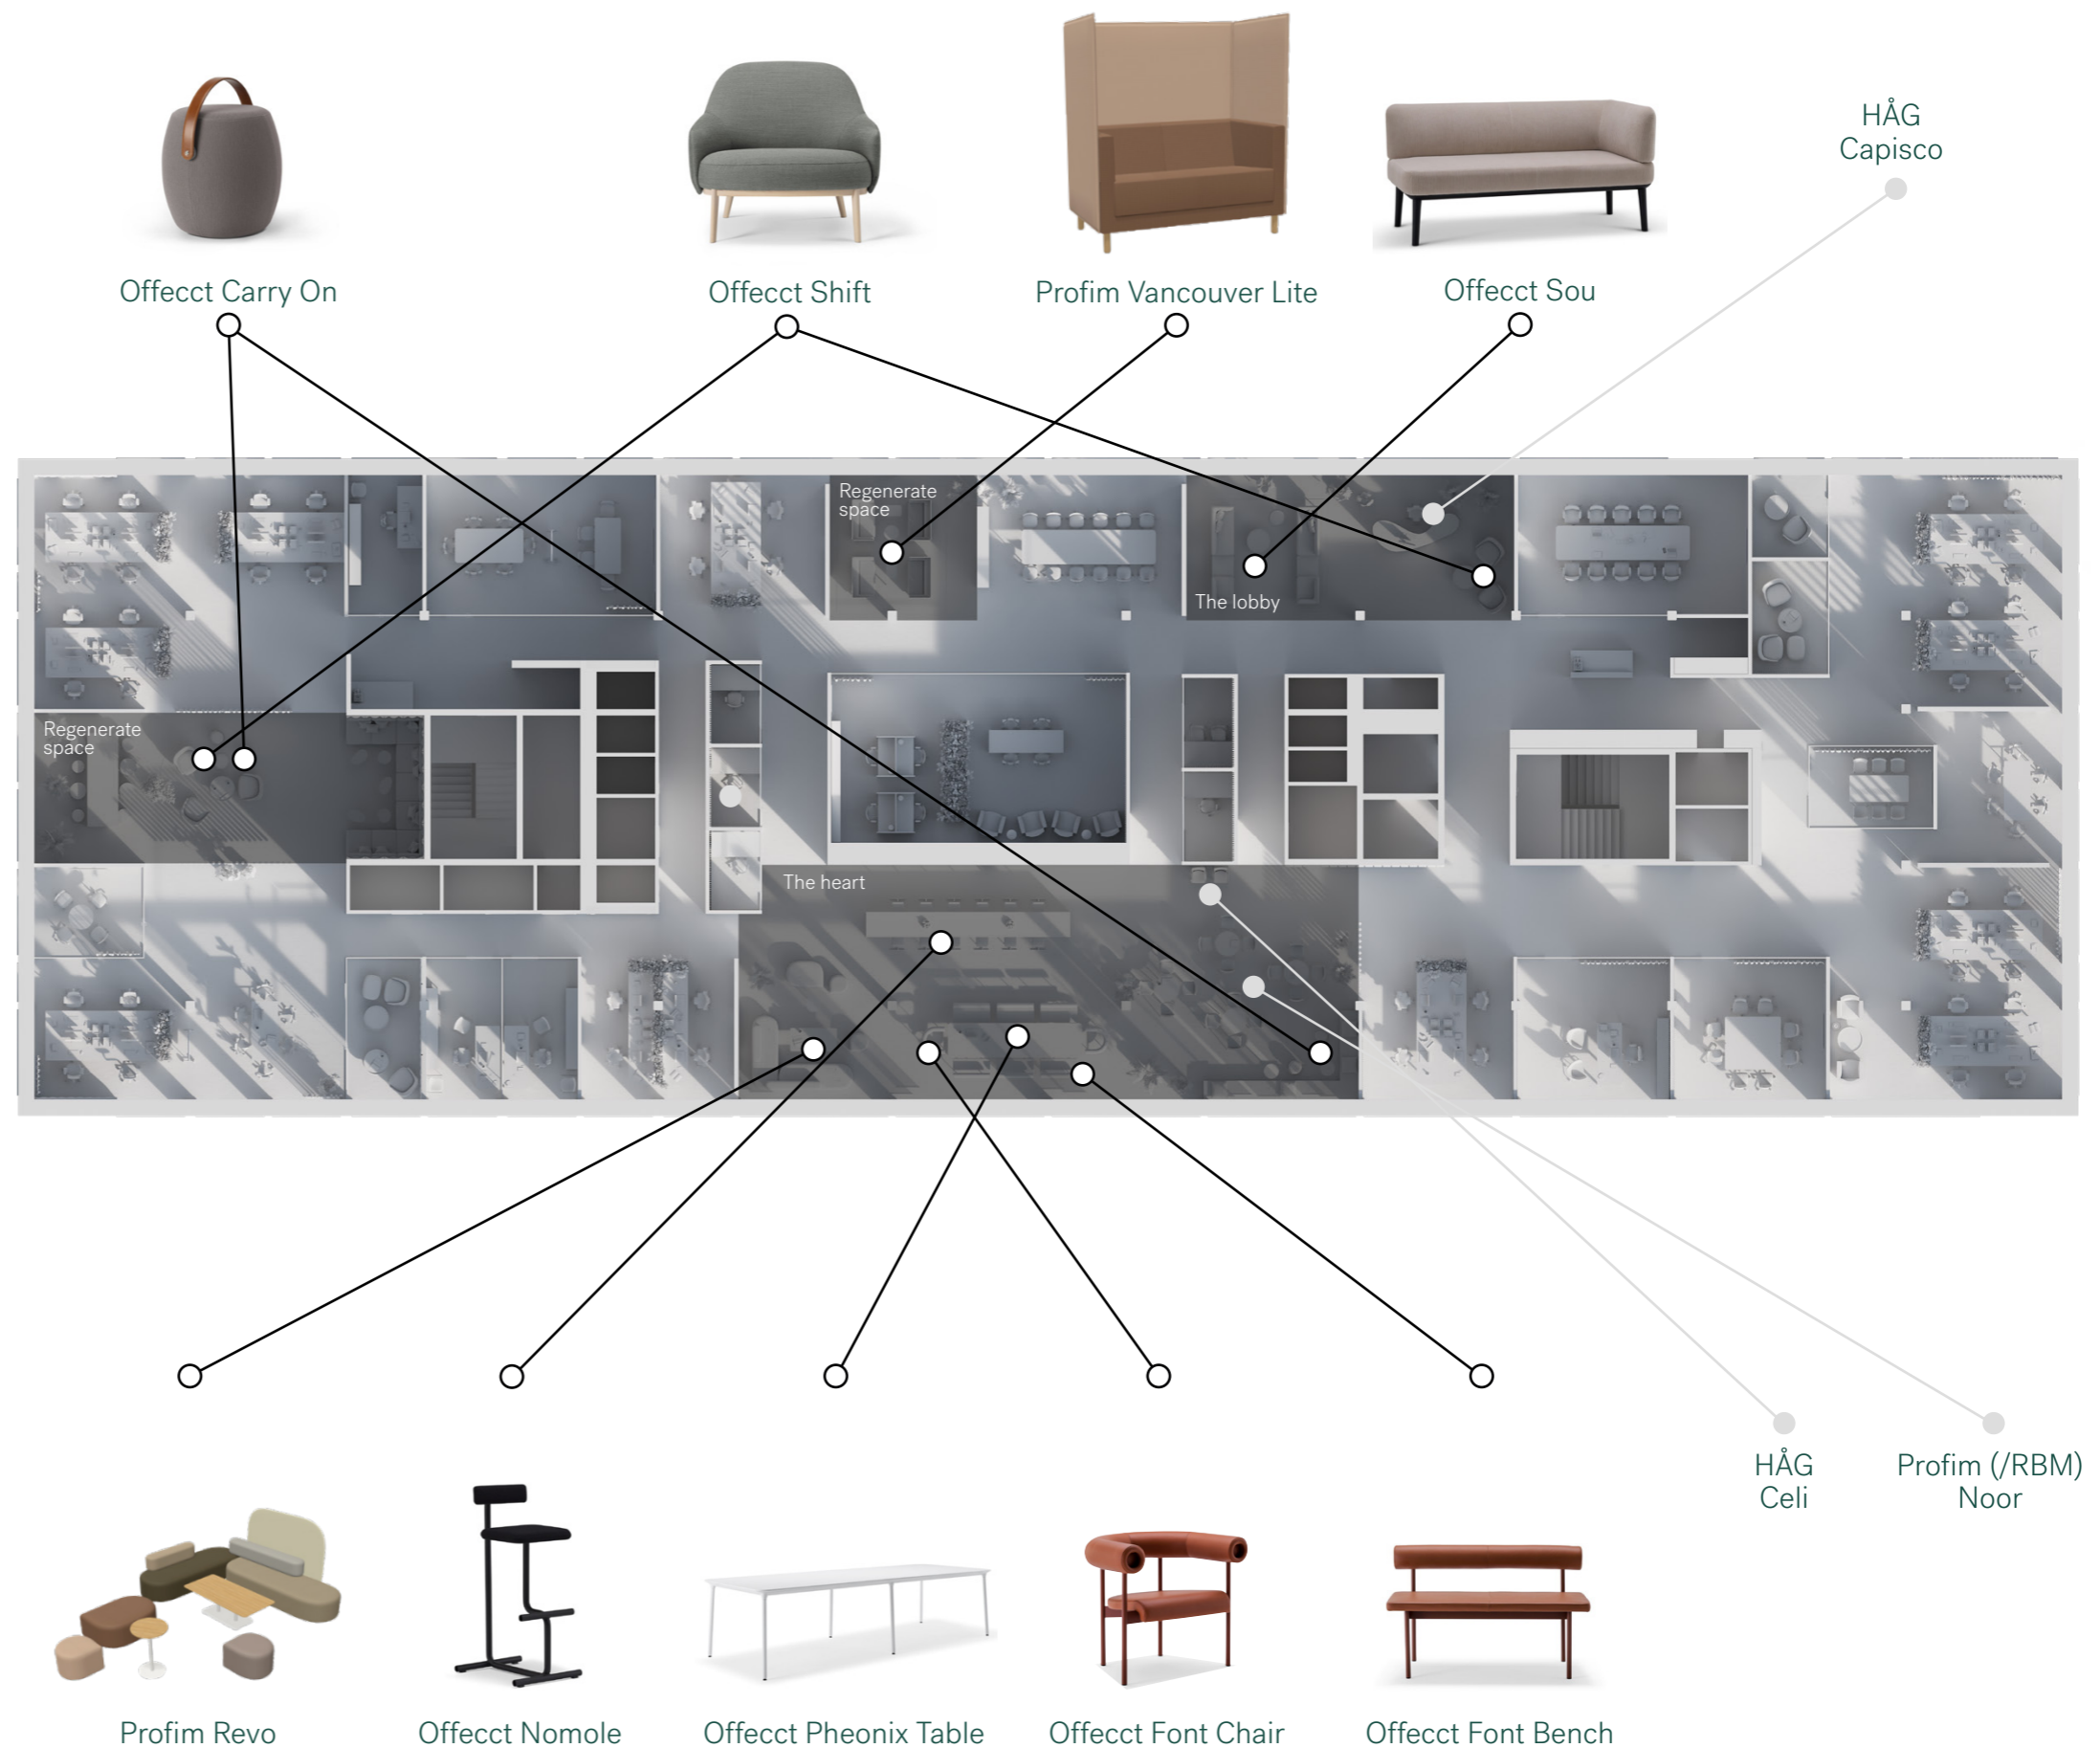 HÅG
Capisco
Offecct Carry On
Offecct Shift
Profim Vancouver Lite
Offecct Sou
Regenerate
space
The lobby
Regenerate
space
The heart
HÅG
Celi
Profim (/RBM)
Noor
Profim Revo
Offecct Nomole
Offecct Pheonix Table
Offecct Font Chair
Offecct Font Bench